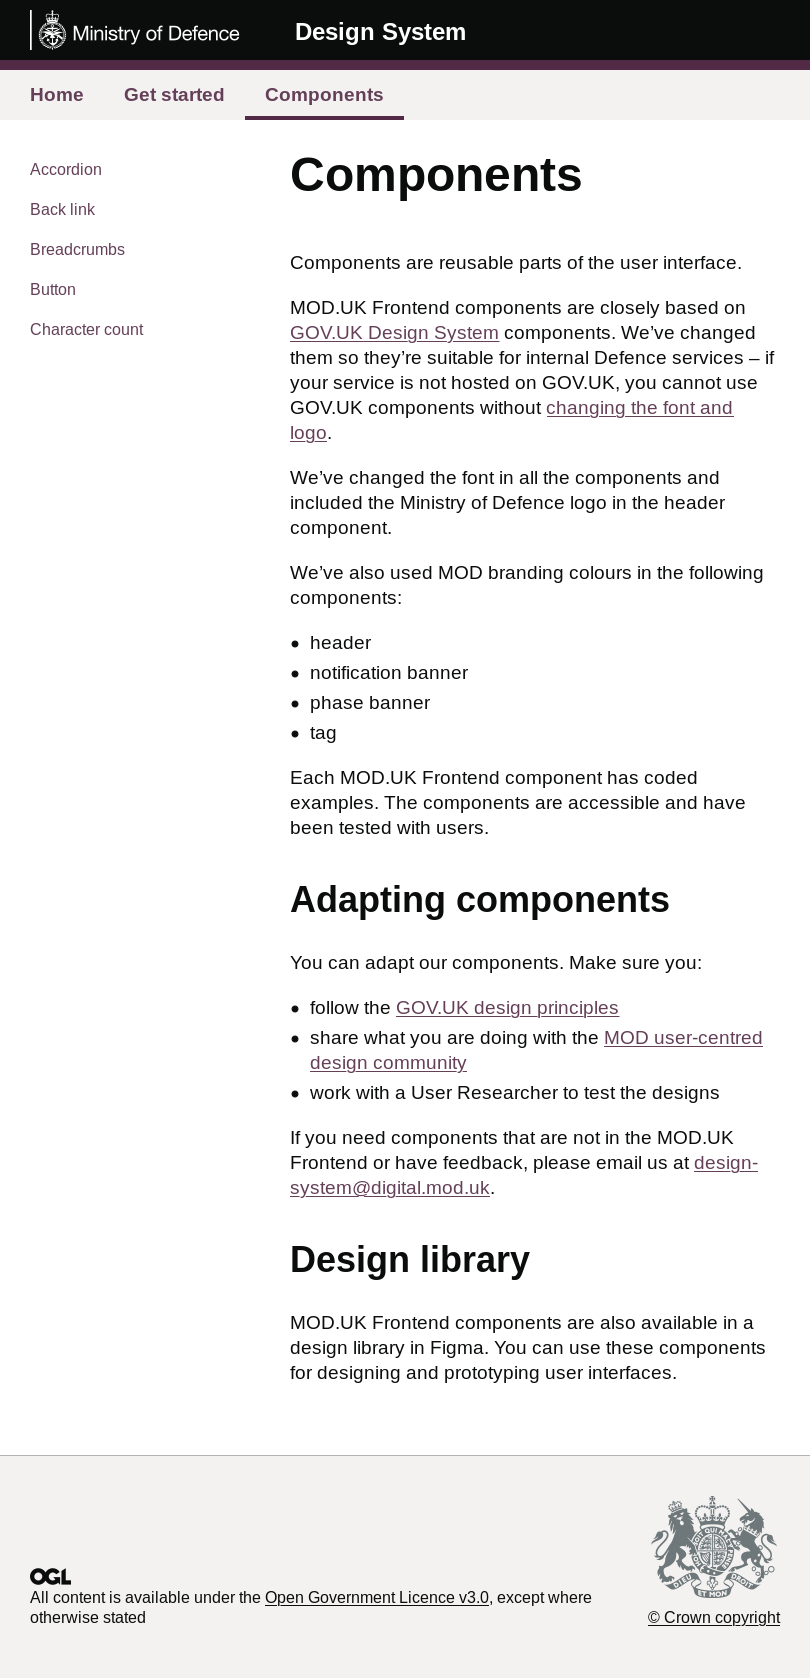 Ministry of Defence
Design System
Home
Get started
Components
Accordion
Back link
Breadcrumbs
Button
Character count
Components
Components are reusable parts of the user interface.
MOD.UK Frontend components are closely based on
GOV.UK Design System components. We’ve changed
them so they’re suitable for internal Defence services – if
your service is not hosted on GOV.UK, you cannot use
GOV.UK components without changing the font and
logo.
We’ve changed the font in all the components and
included the Ministry of Defence logo in the header
component.
We’ve also used MOD branding colours in the following
components:
header
notification banner
phase banner
tag
Each MOD.UK Frontend component has coded
examples. The components are accessible and have
been tested with users.
Adapting components
You can adapt our components. Make sure you:
follow the GOV.UK design principles
share what you are doing with the MOD user-centred
design community
work with a User Researcher to test the designs
If you need components that are not in the MOD.UK
Frontend or have feedback, please email us at design-
system@digital.mod.uk.
Design library
MOD.UK Frontend components are also available in a
design library in Figma. You can use these components
for designing and prototyping user interfaces.
OGL
All content is available under the Open Government Licence v3.0, except where
otherwise stated
DIEU ET MON DROIT
© Crown copyright